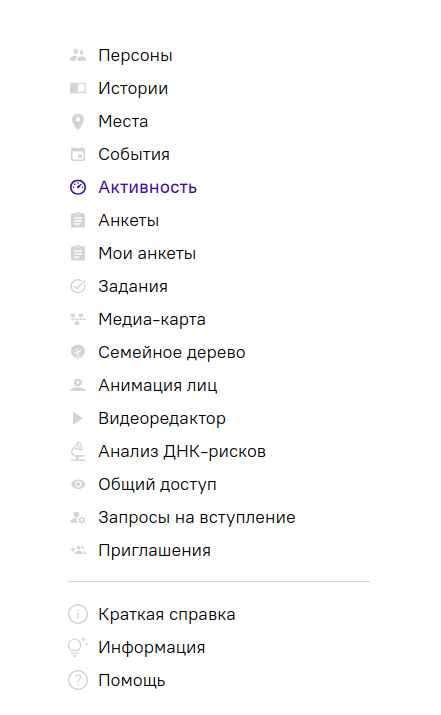 Персоны
Истории
Места
События
Активность
Анкеты
Мои анкеты
Задания
Медиа-карта
Семейное дерево
Анимация лиц
Видеоредактор
Анализ ДНК-рисков
Общий доступ
Запросы на вступление
Приглашения
Краткая справка
Информация
Помощь